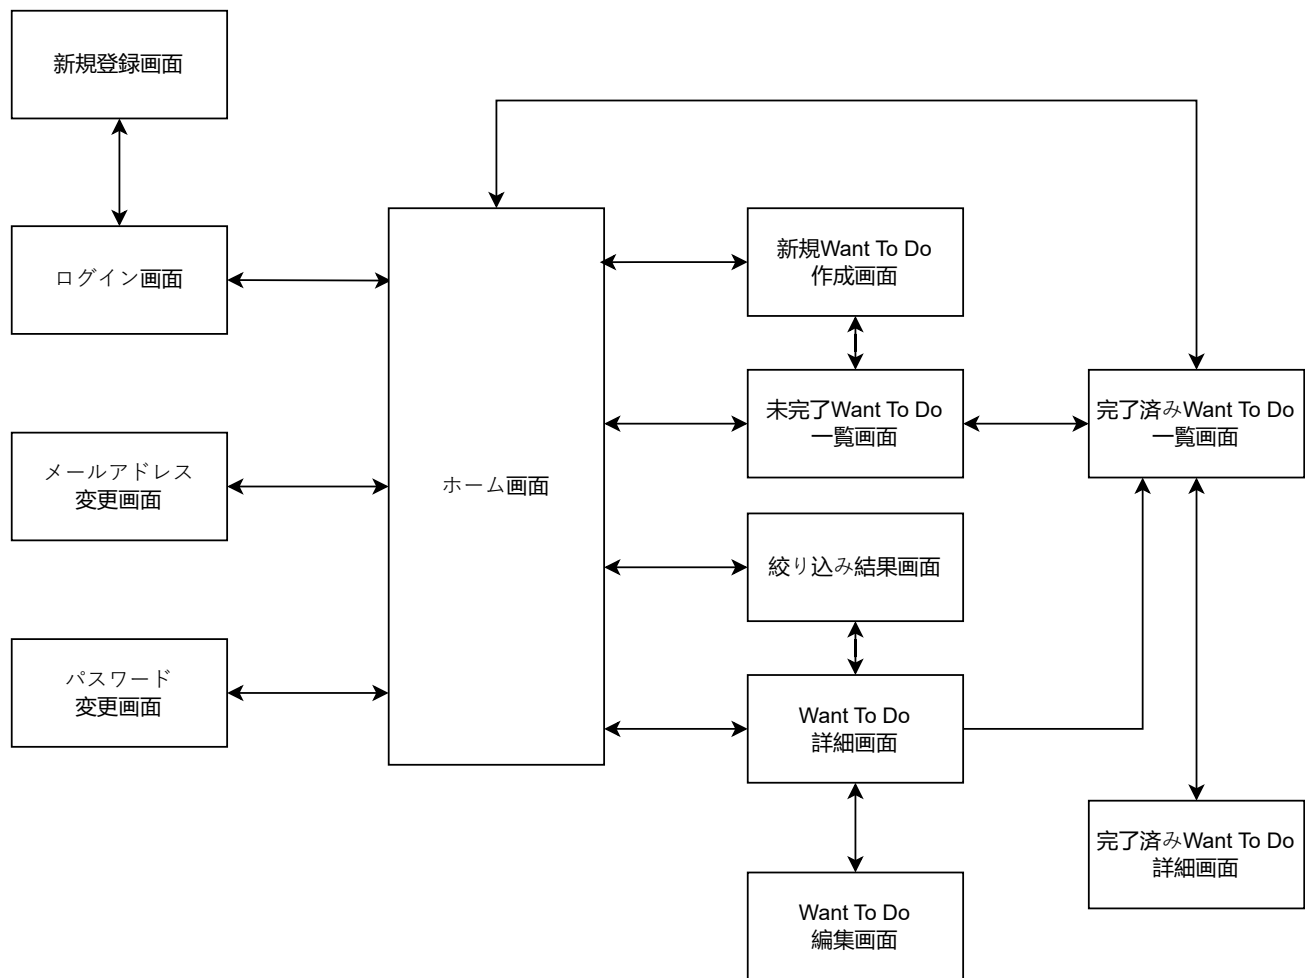 新規登録画面
ログイン画面
メールアドレス
変更画面
パスワード
変更画面
ホーム画面
新規Want To Do
作成画面
未完了Want To Do
一覧画面
絞り込み結果画面
Want To Do
詳細画面
Want To Do
編集画面
完了済みWant To Do
一覧画面
完了済みWant To Do
詳細画面